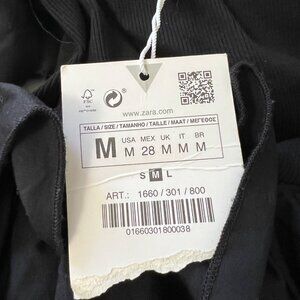 FSC
www.zara.com
TALLA / SIZE / TAMANHO / TAILLE / MAAT / ΜΕΓΕΘΟΣ
M USA MEX UK IT BR
M 28 M M M
S M L
ART.: 1660 / 301 / 800
01660301800038